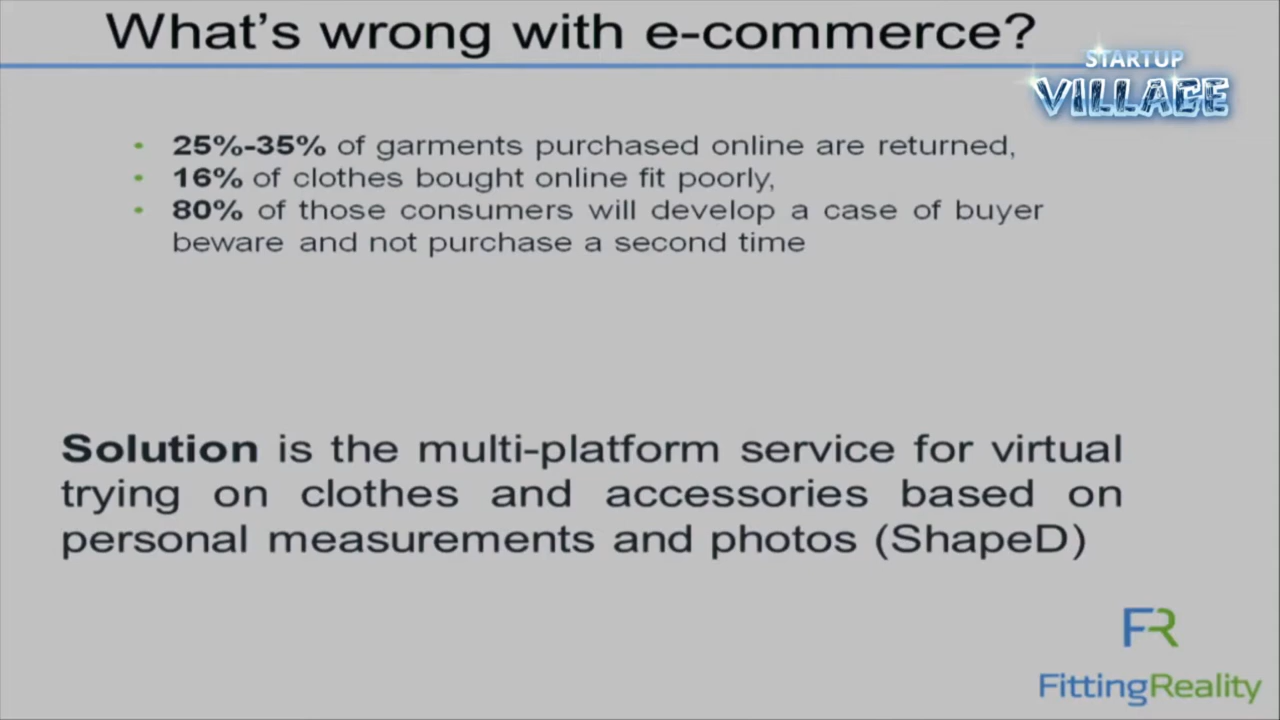 What's wrong with e-commerce?
STARTUP
VILLAGE
• 25%-35% of garments purchased online are returned,
• 16% of clothes bought online fit poorly,
• 80% of those consumers will develop a case of buyer
beware and not purchase a second time
Solution is the multi-platform service for virtual
trying on clothes and accessories based on
personal measurements and photos (ShapeD)
FR
FittingReality